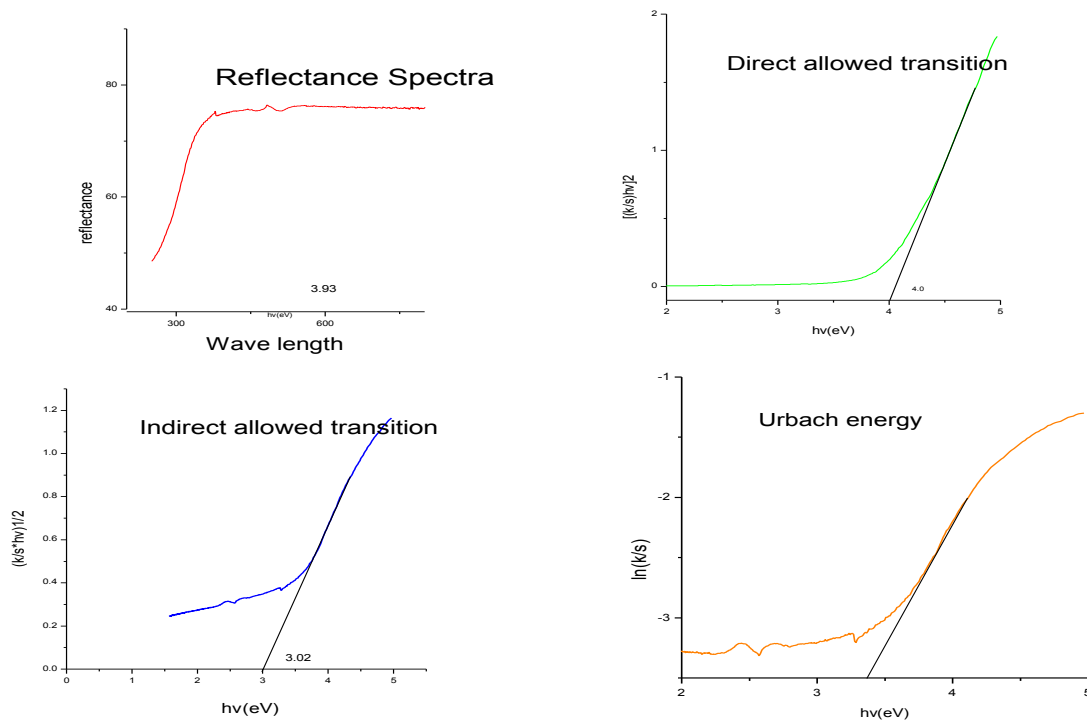 Reflectance Spectra
80
60
40
reflectance
3.93
300
hv(eV)
600
Wave length
2
1
0
[(k/s)hv]2
Direct allowed transition
4.0
2
3
4
5
hv(eV)
1.2
1.0
0.8
0.6
0.4
0.2
0.0
(k/s*hv)1/2
Indirect allowed transition
3.02
0
1
2
3
4
5
hv(eV)
-1
-2
-3
ln(k/s)
Urbach energy
2
3
4
5
hv(eV)